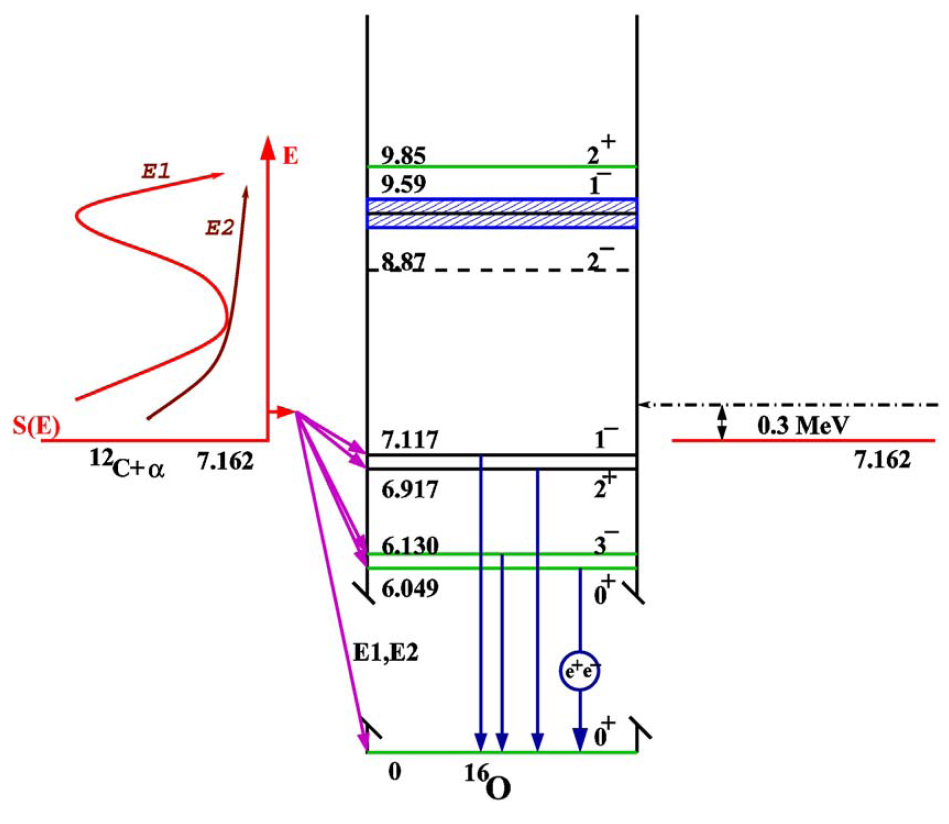 E
E1
E2
S(E)
¹²C+α 7.162
9.85 2⁺
9.59 1⁻
8.87 2⁻
7.117 1⁻
6.917 2⁺
6.130 3⁻
6.049 0⁺
E1,E2
e⁺e⁻
0⁺
0 ¹⁶O
0.3 MeV
7.162